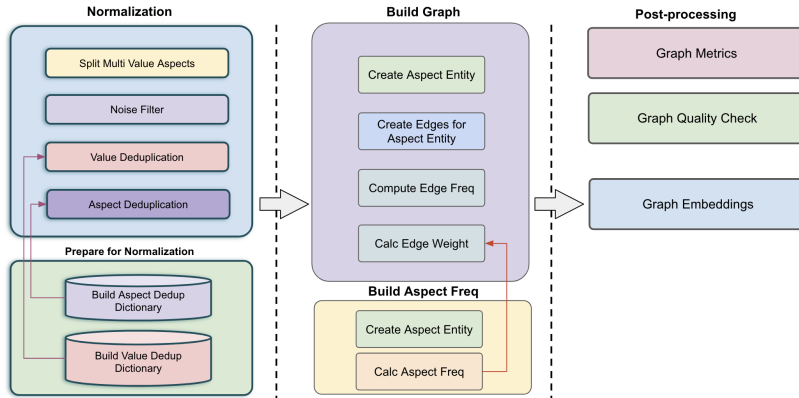 Normalization
Split Multi Value Aspects
Noise Filter
Value Deduplication
Aspect Deduplication
Prepare for Normalization
Build Aspect Dedup
Dictionary
Build Value Dedup
Dictionary
Build Graph
Create Aspect Entity
Create Edges for
Aspect Entity
Compute Edge Freq
Calc Edge Weight
Build Aspect Freq
Create Aspect Entity
Calc Aspect Freq
Post-processing
Graph Metrics
Graph Quality Check
Graph Embeddings